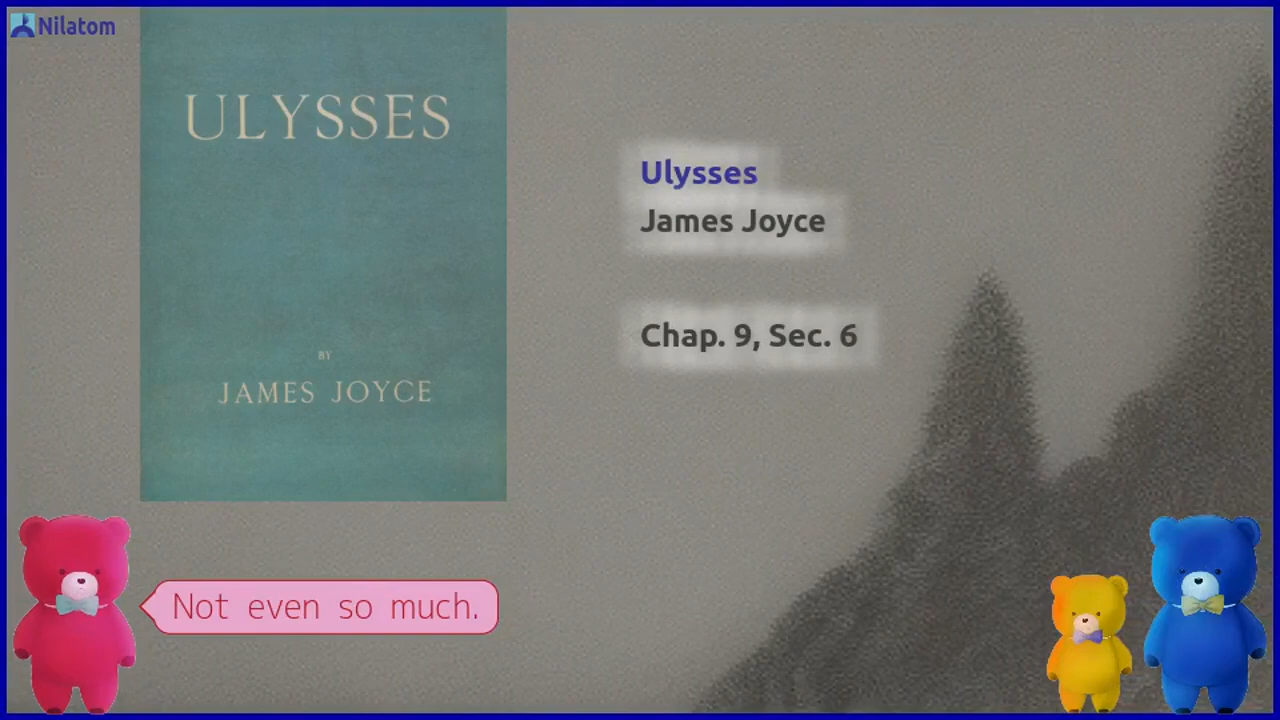 Nilatom
ULYSSES
BY
JAMES JOYCE
Ulysses
James Joyce
Chap. 9, Sec. 6
Not even so much.